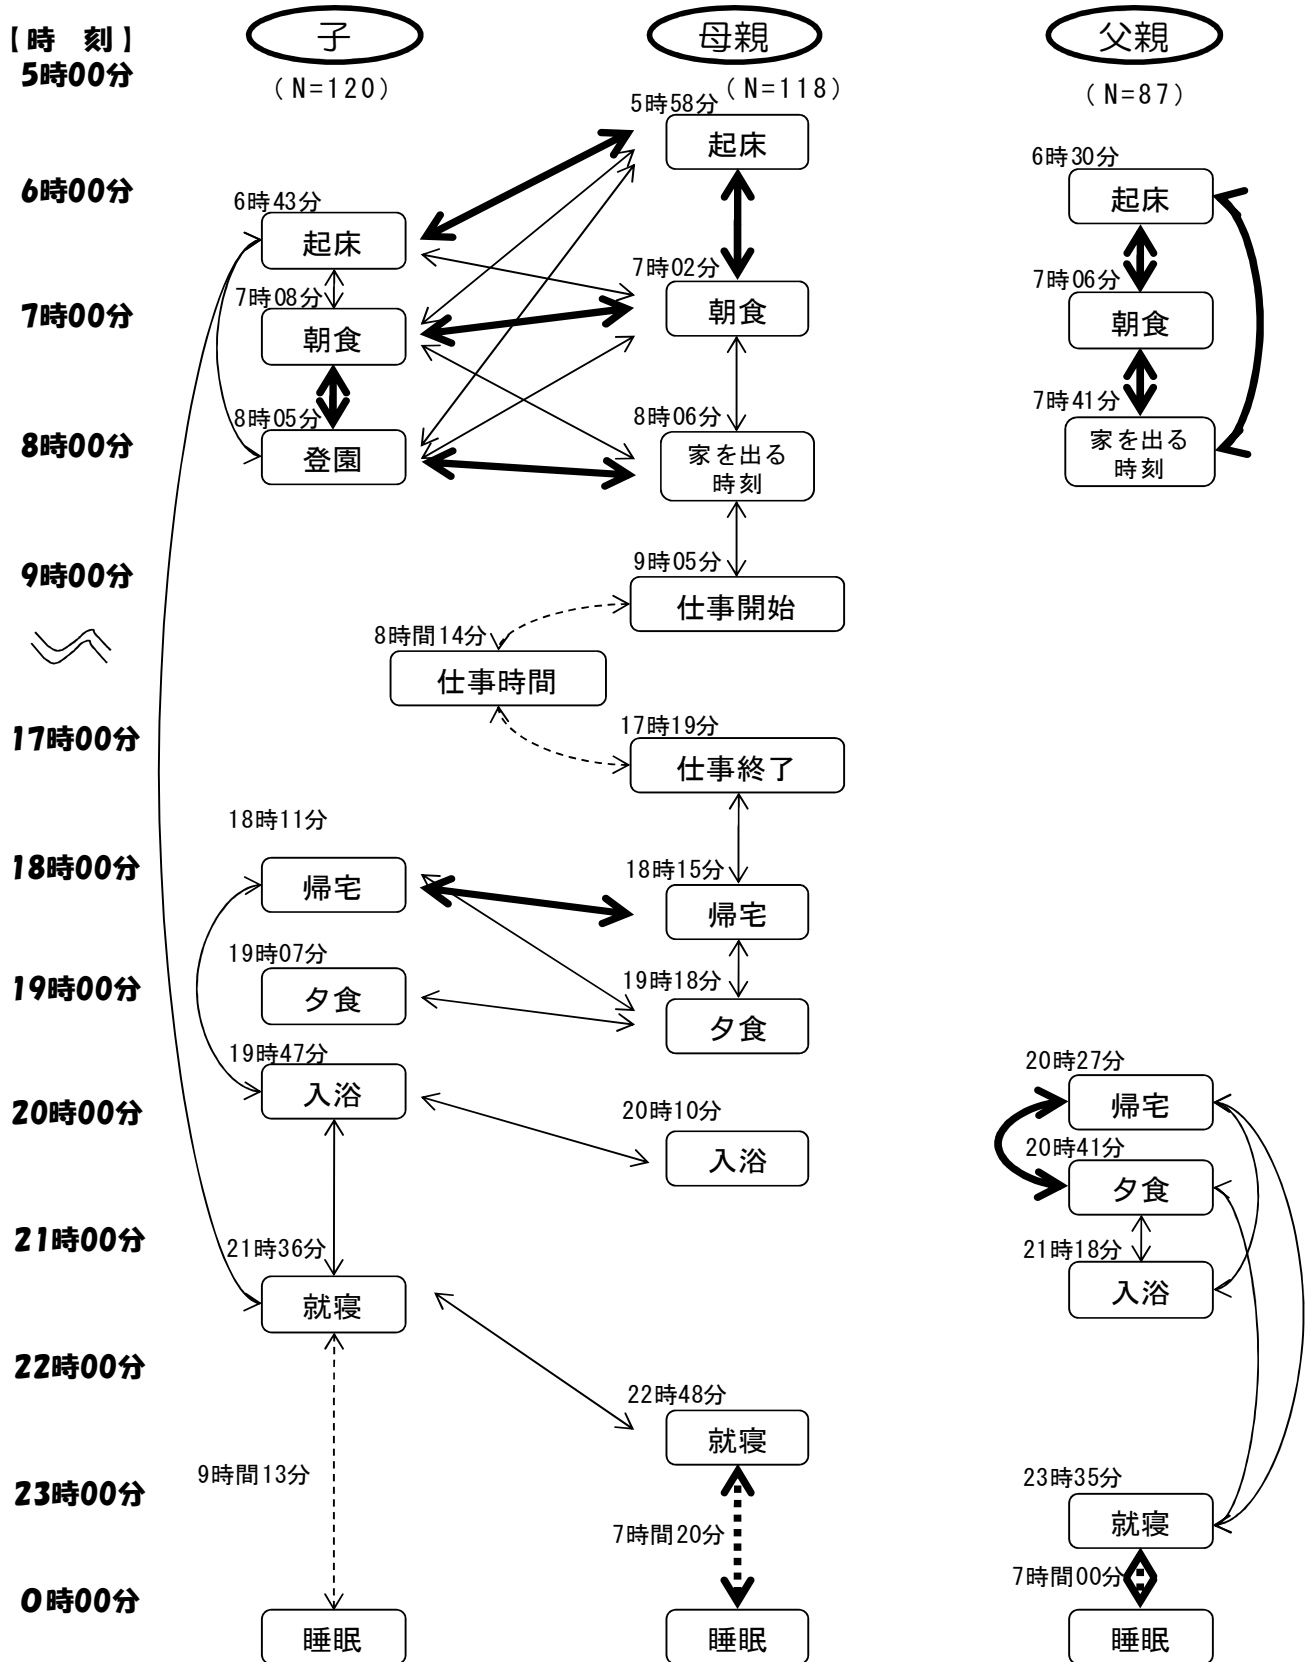 【時　刻】
5時00分
6時00分
7時00分
8時00分
9時00分
17時00分
18時00分
19時00分
20時00分
21時00分
22時00分
23時00分
0時00分
子
（N=120）
6時43分
起床
7時08分
朝食
8時05分
登園
18時11分
帰宅
19時07分
夕食
19時47分
入浴
21時36分
就寝
9時間13分
睡眠
母親
（N=118）
5時58分
起床
7時02分
朝食
8時06分
家を出る
時刻
9時05分
仕事開始
8時間14分
仕事時間
17時19分
仕事終了
18時15分
帰宅
19時18分
夕食
20時10分
入浴
22時48分
就寝
7時間20分
睡眠
父親
（N=87）
6時30分
起床
7時06分
朝食
7時41分
家を出る
時刻
20時27分
帰宅
20時41分
夕食
21時18分
入浴
23時35分
就寝
7時間00分
睡眠